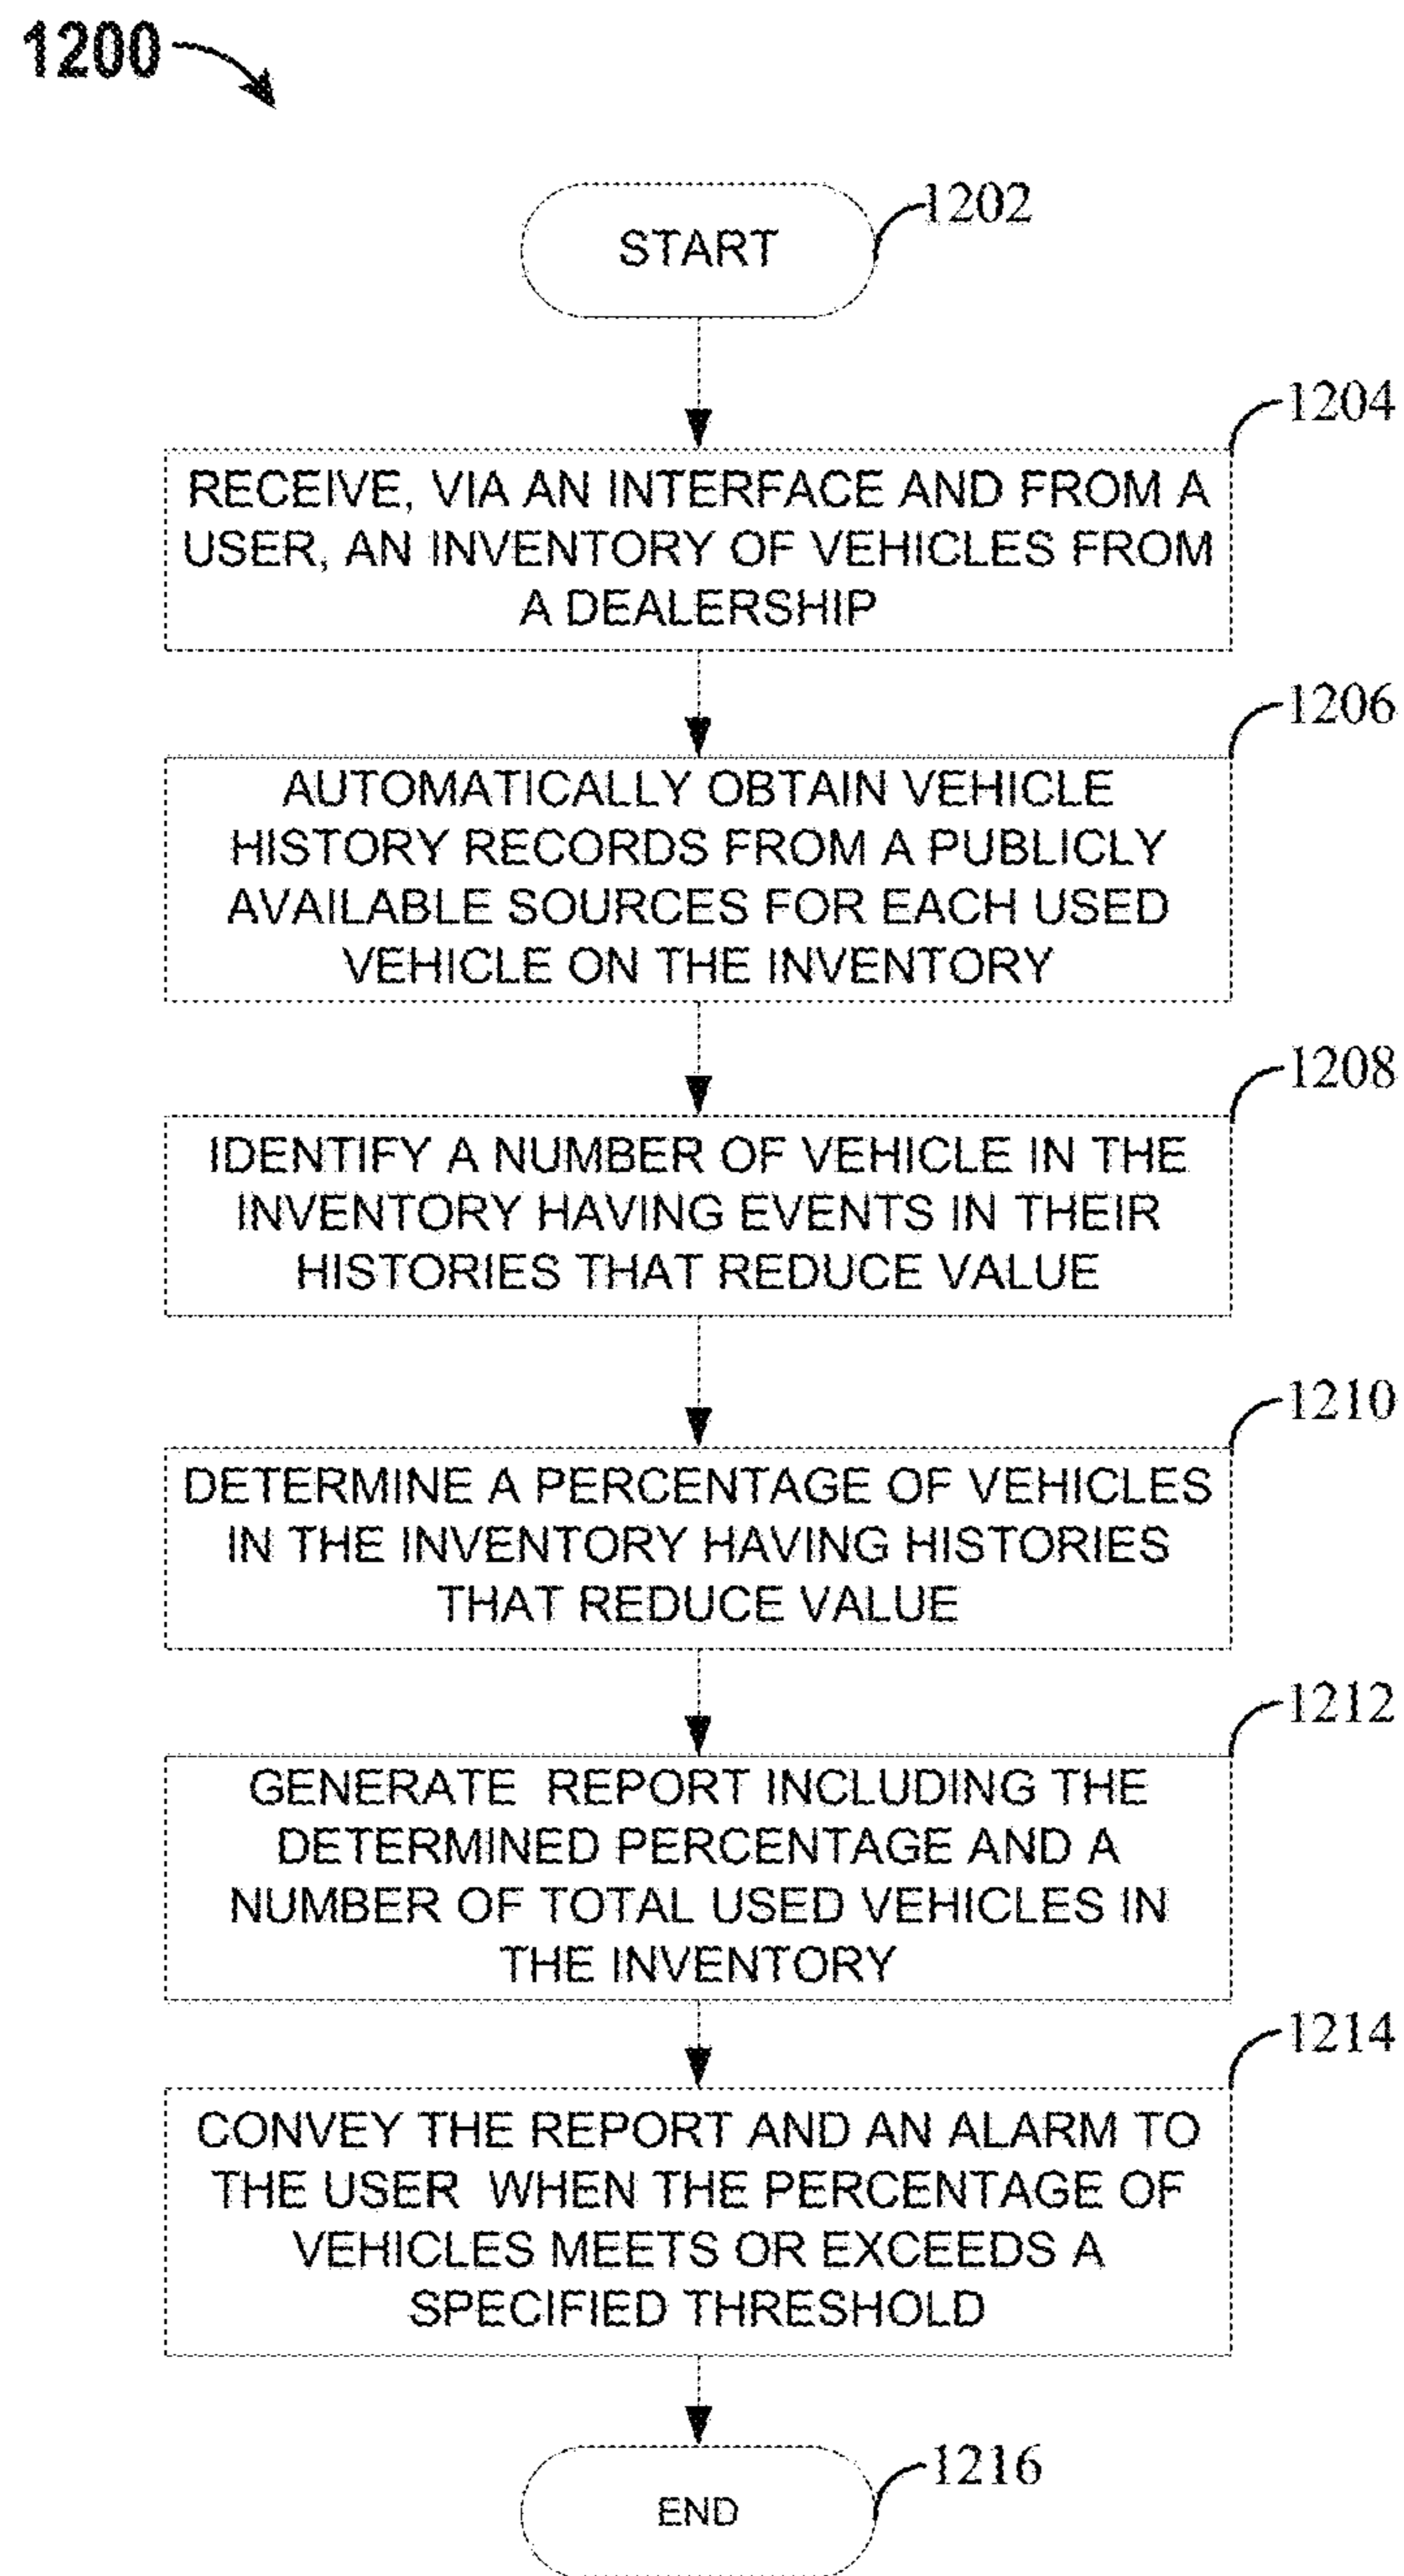 1200
START
1202
1204
RECEIVE, VIA AN INTERFACE AND FROM A
USER, AN INVENTORY OF VEHICLES FROM
A DEALERSHIP
1206
AUTOMATICALLY OBTAIN VEHICLE
HISTORY RECORDS FROM A PUBLICLY
AVAILABLE SOURCES FOR EACH USED
VEHICLE ON THE INVENTORY
1208
IDENTIFY A NUMBER OF VEHICLE IN THE
INVENTORY HAVING EVENTS IN THEIR
HISTORIES THAT REDUCE VALUE
1210
DETERMINE A PERCENTAGE OF VEHICLES
IN THE INVENTORY HAVING HISTORIES
THAT REDUCE VALUE
1212
GENERATE REPORT INCLUDING THE
DETERMINED PERCENTAGE AND A
NUMBER OF TOTAL USED VEHICLES IN
THE INVENTORY
1214
CONVEY THE REPORT AND AN ALARM TO
THE USER WHEN THE PERCENTAGE OF
VEHICLES MEETS OR EXCEEDS A
SPECIFIED THRESHOLD
1216
END